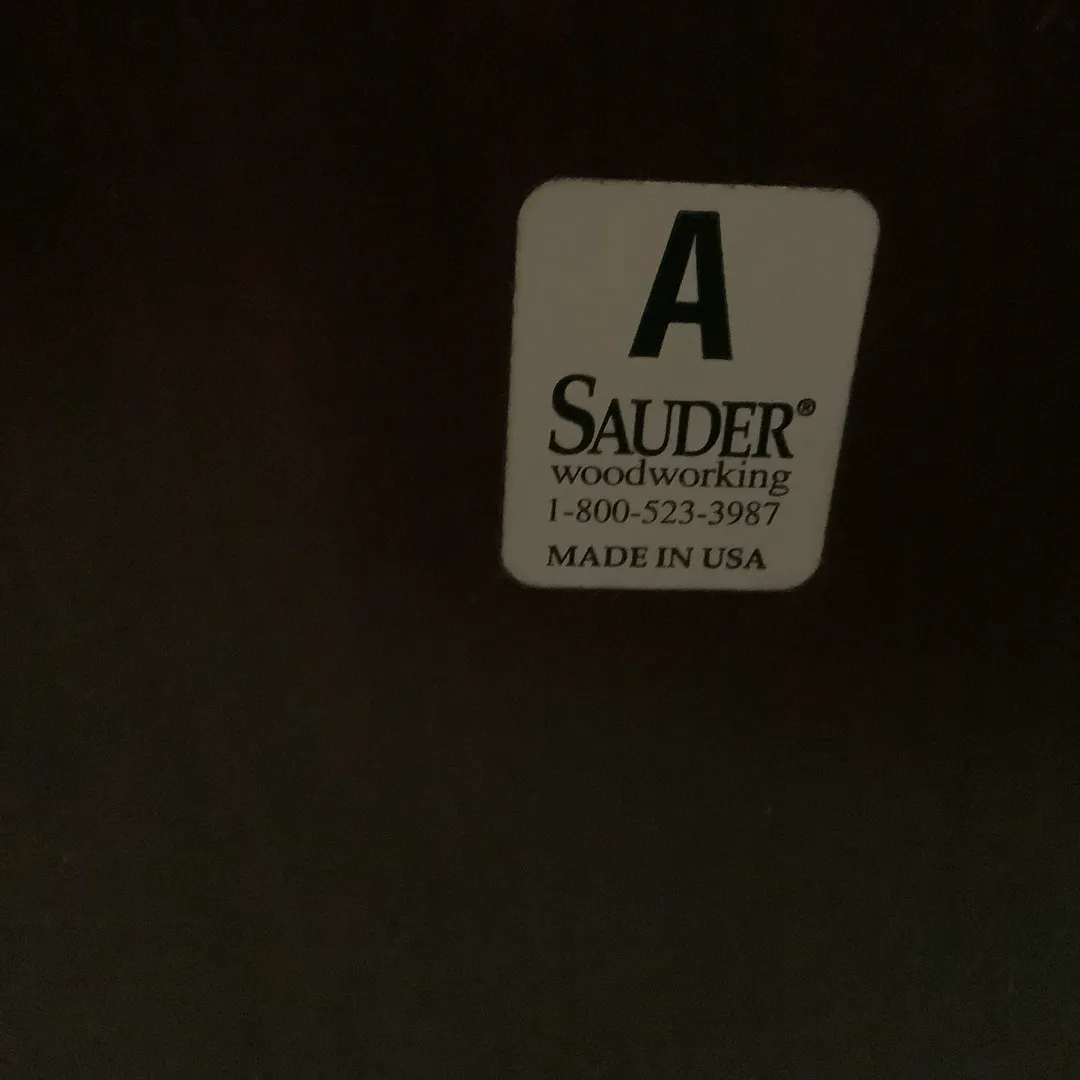 A
SAUDER®
woodworking
1-800-523-3987
MADE IN USA